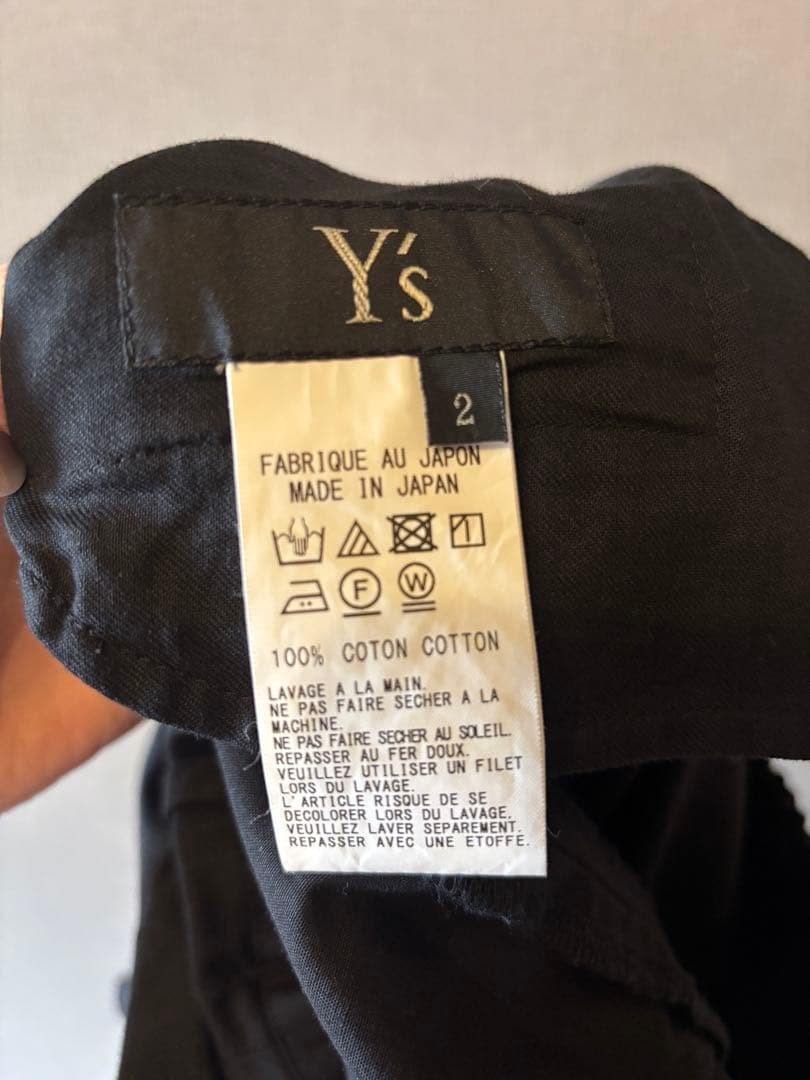 Y's
2
FABRIQUE AU JAPON
MADE IN JAPAN
F
W
100% COTON COTTON
LAVAGE A LA MAIN.
NE PAS FAIRE SECHER A LA
MACHINE.
NE PAS FAIRE SECHER AU SOLEIL.
REPASSER AU FER DOUX.
VEUILLEZ UTILISER UN FILET
LORS DU LAVAGE.
L'ARTICLE RISQUE DE SE
DECOLORER LORS DU LAVAGE.
VEUILLEZ LAVER SEPAREMENT.
REPASSER AVEC UNE ETOFFE.